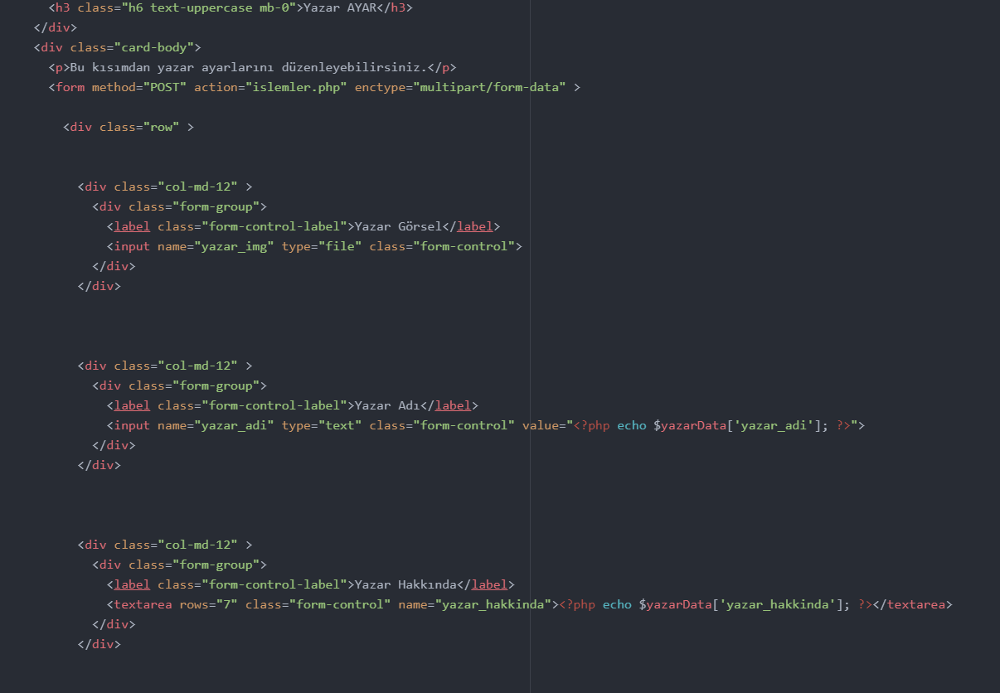 <h3 class="h6 text-uppercase mb-0">Yazar AYAR</h3>
</div>
<div class="card-body">
<p>Bu kısımdan yazar ayarlarını düzenleyebilirsiniz.</p>
<form method="POST" action="islemler.php" enctype="multipart/form-data" >
<div class="row" >
<div class="col-md-12" >
<div class="form-group">
<label class="form-control-label">Yazar Görsel</label>
<input name="yazar_img" type="file" class="form-control">
</div>
</div>
<div class="col-md-12" >
<div class="form-group">
<label class="form-control-label">Yazar Adı</label>
<input name="yazar_adi" type="text" class="form-control" value="<?php echo $yazarData['yazar_adi']; ?>">
</div>
</div>
<div class="col-md-12" >
<div class="form-group">
<label class="form-control-label">Yazar Hakkında</label>
<textarea rows="7" class="form-control" name="yazar_hakkinda"><?php echo $yazarData['yazar_hakkinda']; ?></textarea>
</div>
</div>